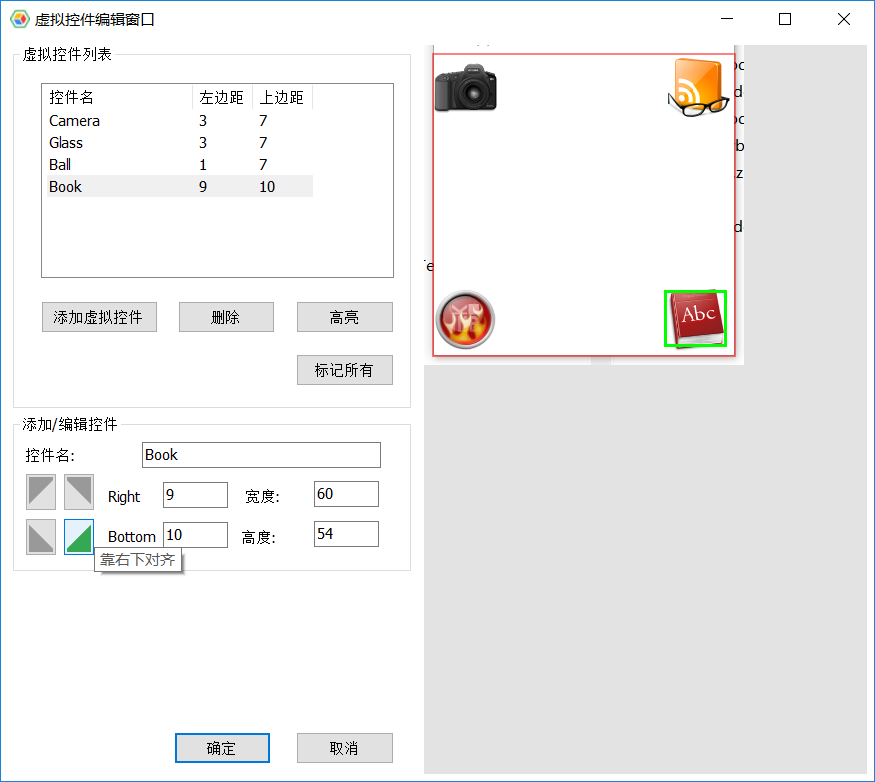 虚拟控件编辑窗口
虚拟控件列表
控件名 左边距 上边距
Camera 3 7
Glass 3 7
Ball 1 7
Book 9 10
添加虚拟控件 删除 高亮
标记所有
添加/编辑控件
控件名: Book
Right 9 宽度: 60
Bottom 10 高度: 54
靠右下对齐
确定 取消
Abc